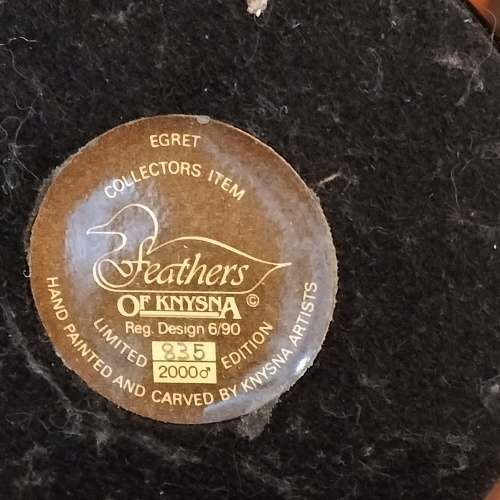 EGRET
COLLECTORS ITEM
Feathers
OF KNYSNA ©
Reg. Design 6/90
LIMITED 835 EDITION
2000♂
HAND PAINTED AND CARVED BY KNYSNA ARTISTS